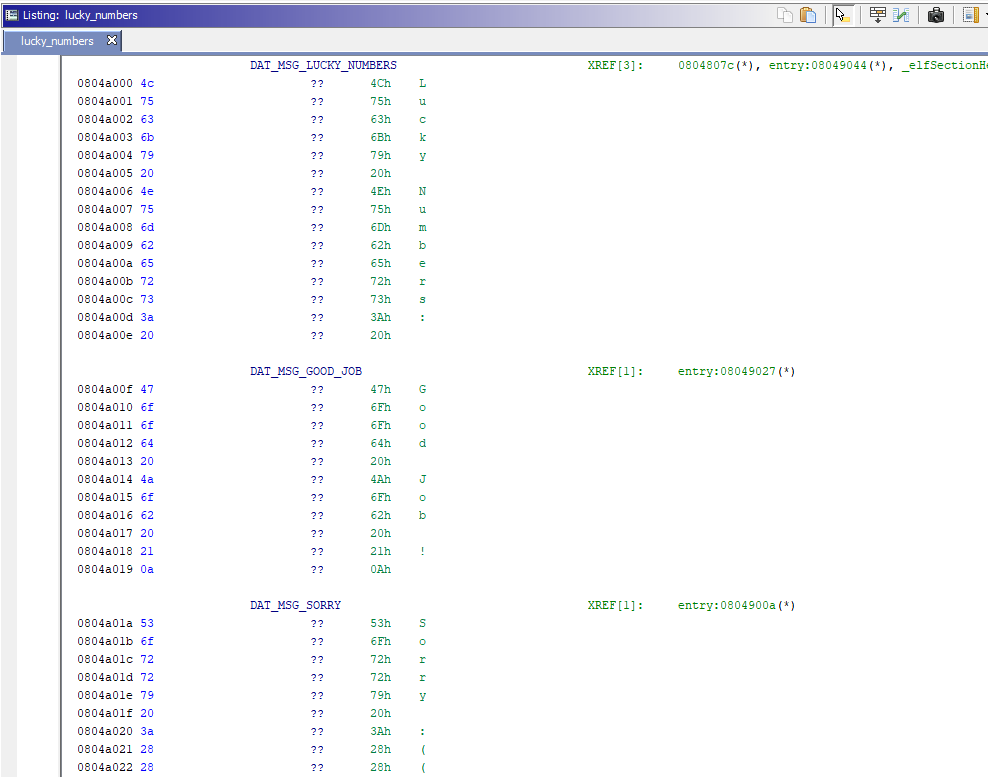 Listing: lucky_numbers
lucky_numbers
DAT_MSG_LUCKY_NUMBERS XREF[3]: 0804807c(*), entry:08049044(*), _elfSectionHe
0804a000 4c ?? 4Ch L
0804a001 75 ?? 75h u
0804a002 63 ?? 63h c
0804a003 6b ?? 6Bh k
0804a004 79 ?? 79h y
0804a005 20 ?? 20h
0804a006 4e ?? 4Eh N
0804a007 75 ?? 75h u
0804a008 6d ?? 6Dh m
0804a009 62 ?? 62h b
0804a00a 65 ?? 65h e
0804a00b 72 ?? 72h r
0804a00c 73 ?? 73h s
0804a00d 3a ?? 3Ah :
0804a00e 20 ?? 20h
DAT_MSG_GOOD_JOB XREF[1]: entry:08049027(*)
0804a00f 47 ?? 47h G
0804a010 6f ?? 6Fh o
0804a011 6f ?? 6Fh o
0804a012 64 ?? 64h d
0804a013 20 ?? 20h
0804a014 4a ?? 4Ah J
0804a015 6f ?? 6Fh o
0804a016 62 ?? 62h b
0804a017 20 ?? 20h
0804a018 21 ?? 21h !
0804a019 0a ?? 0Ah
DAT_MSG_SORRY XREF[1]: entry:0804900a(*)
0804a01a 53 ?? 53h S
0804a01b 6f ?? 6Fh o
0804a01c 72 ?? 72h r
0804a01d 72 ?? 72h r
0804a01e 79 ?? 79h y
0804a01f 20 ?? 20h
0804a020 3a ?? 3Ah :
0804a021 28 ?? 28h (
0804a022 28 ?? 28h (